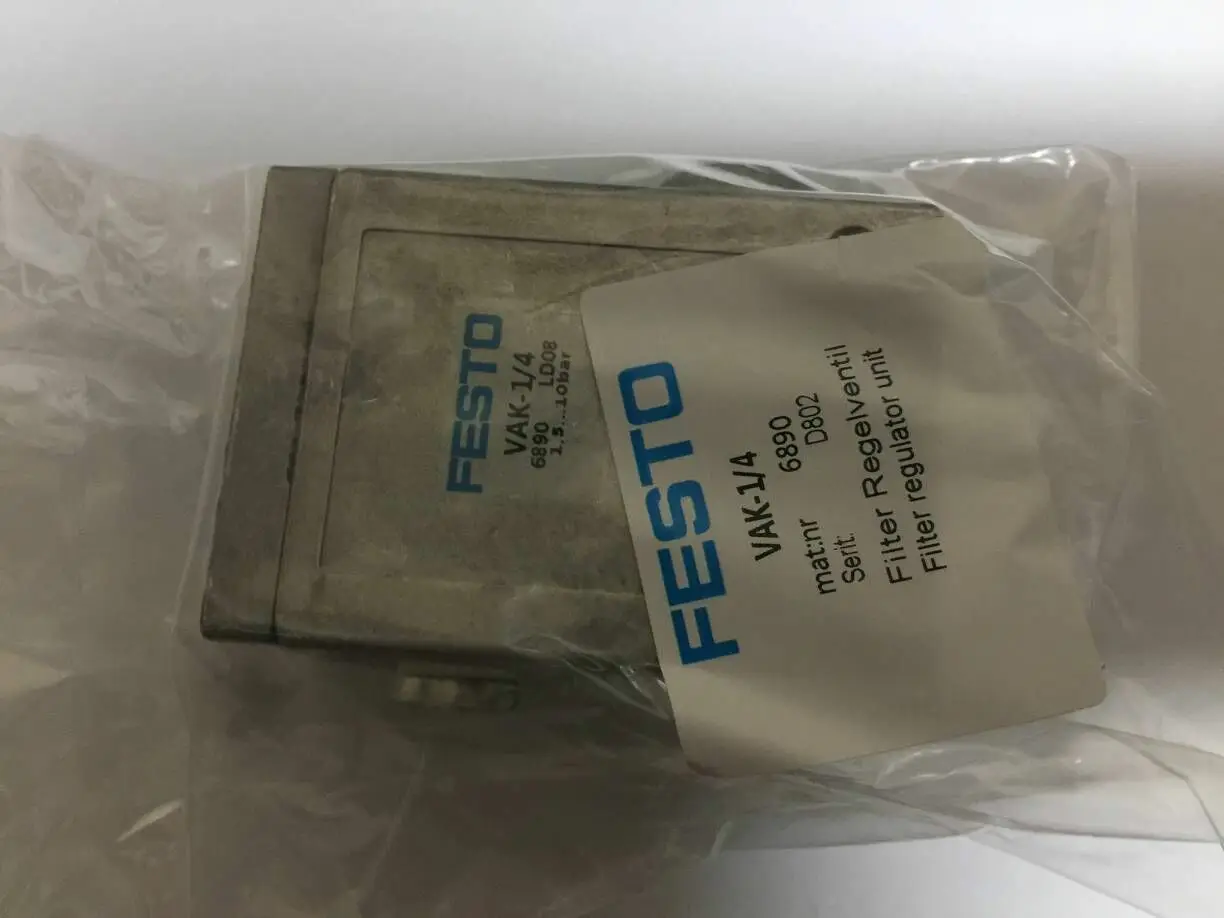 FESTO
VAK-1/4
6890 LD08
1.5...10bar
FESTO
VAK-1/4
mat:nr 6890
Serit: D802
Filter Regelventil
Filter regulator unit